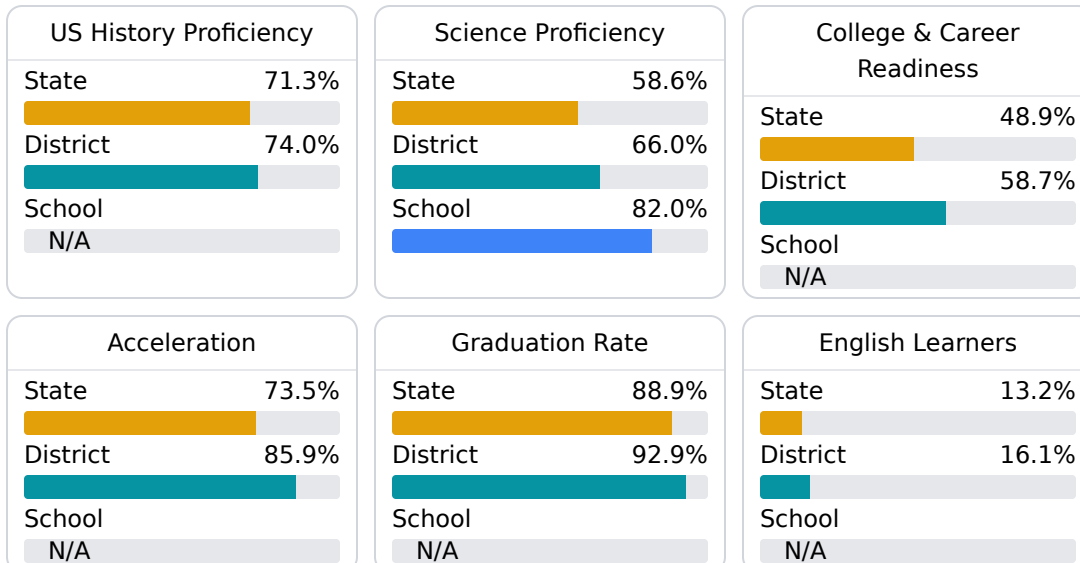 US History Proficiency
State 71.3%
District 74.0%
School
N/A
Science Proficiency
State 58.6%
District 66.0%
School 82.0%
College & Career
Readiness
State 48.9%
District 58.7%
School
N/A
Acceleration
State 73.5%
District 85.9%
School
N/A
Graduation Rate
State 88.9%
District 92.9%
School
N/A
English Learners
State 13.2%
District 16.1%
School
N/A